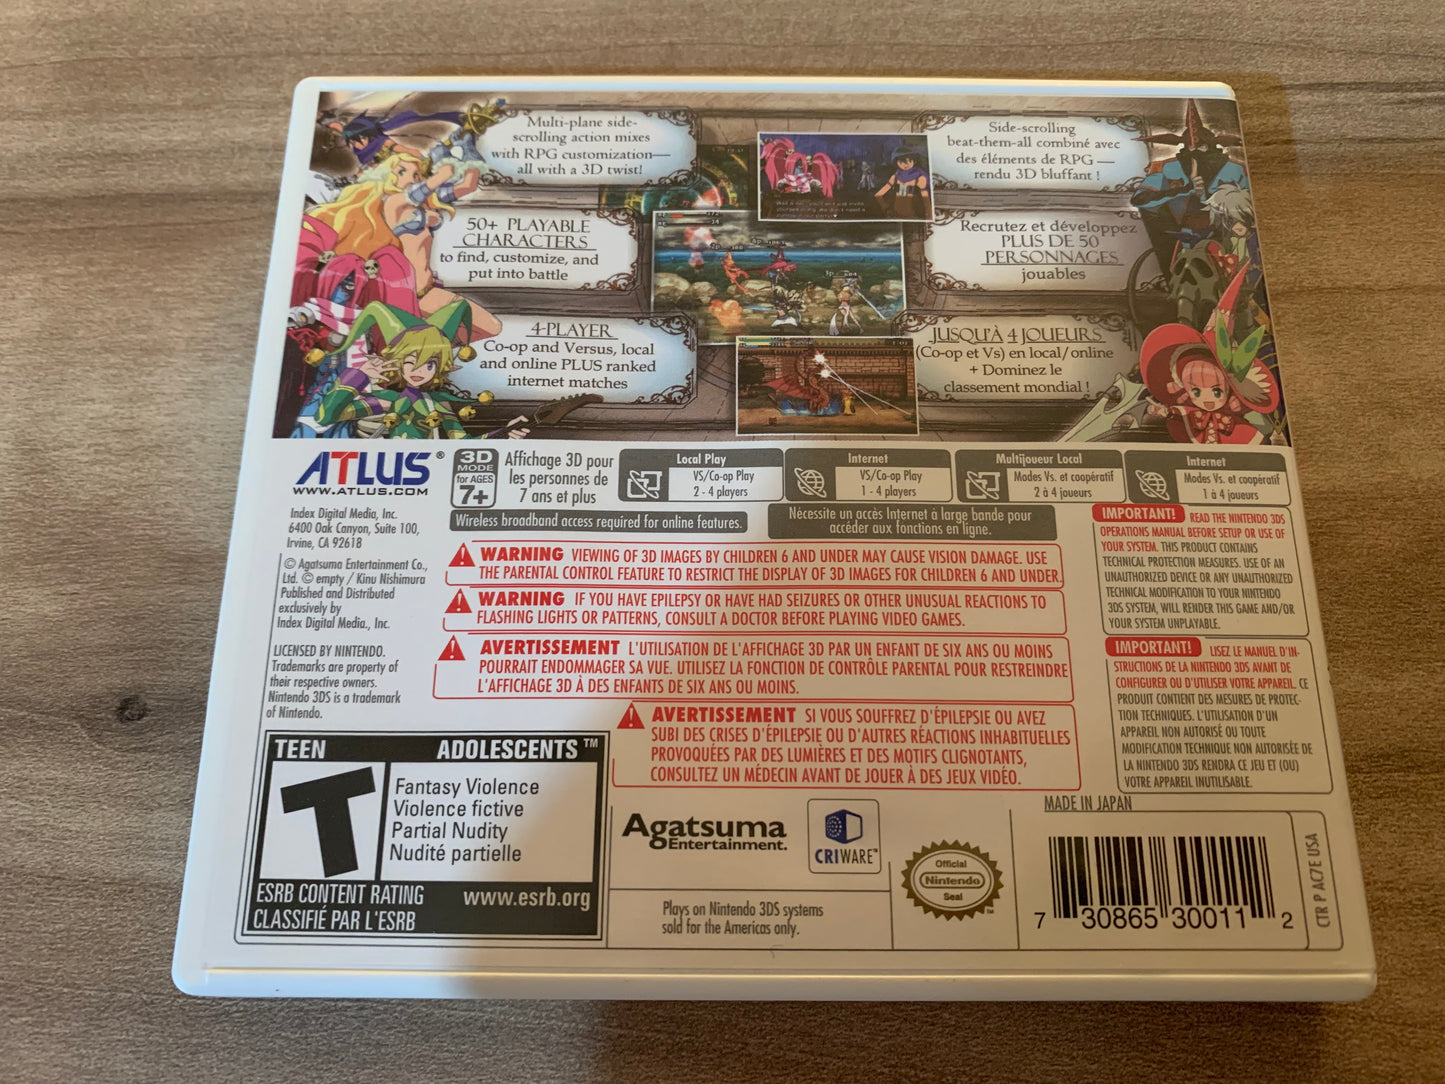 Multi-plane side-
scrolling action mixes
with RPG customization—
all with a 3D twist!
50+ PLAYABLE
CHARACTERS
to find, customize, and
put into battle
4-PLAYER
Co-op and Versus, local
and online PLUS ranked
internet matches
Side-scrolling
beat-them-all combiné avec
des éléments de RPG —
rendu 3D bluffant !
Recrutez et développez
PLUS DE 50
PERSONNAGES
jouables
JUSQU'À 4 JOUEURS
(Co-op et Vs) en local/online
+ Dominez le
classement mondial !
ATLUS®
WWW.ATLUS.COM
3D
MODE
for AGES
7+
Affichage 3D pour
les personnes de
7 ans et plus
Local Play
VS/Co-op Play
2 - 4 players
Internet
VS/Co-op Play
1 - 4 players
Multijoueur Local
Modes Vs. et coopératif
2 à 4 joueurs
Internet
Modes Vs. et coopératif
1 à 4 joueurs
Wireless broadband access required for online features.
Nécessite un accès Internet à large bande pour
accéder aux fonctions en ligne.
Index Digital Media, Inc.
6400 Oak Canyon, Suite 100,
Irvine, CA 92618
© Agatsuma Entertainment Co.,
Ltd. © empty / Kinu Nishimura
Published and Distributed
exclusively by
Index Digital Media., Inc.
LICENSED BY NINTENDO.
Trademarks are property of
their respective owners.
Nintendo 3DS is a trademark
of Nintendo.
WARNING VIEWING OF 3D IMAGES BY CHILDREN 6 AND UNDER MAY CAUSE VISION DAMAGE. USE
THE PARENTAL CONTROL FEATURE TO RESTRICT THE DISPLAY OF 3D IMAGES FOR CHILDREN 6 AND UNDER.
WARNING IF YOU HAVE EPILEPSY OR HAVE HAD SEIZURES OR OTHER UNUSUAL REACTIONS TO
FLASHING LIGHTS OR PATTERNS, CONSULT A DOCTOR BEFORE PLAYING VIDEO GAMES.
AVERTISSEMENT L'UTILISATION DE L'AFFICHAGE 3D PAR UN ENFANT DE SIX ANS OU MOINS
POURRAIT ENDOMMAGER SA VUE. UTILISEZ LA FONCTION DE CONTRÔLE PARENTAL POUR RESTREINDRE
L'AFFICHAGE 3D À DES ENFANTS DE SIX ANS OU MOINS.
AVERTISSEMENT SI VOUS SOUFFREZ D'ÉPILEPSIE OU AVEZ
SUBI DES CRISES D'ÉPILEPSIE OU D'AUTRES RÉACTIONS INHABITUELLES
PROVOQUÉES PAR DES LUMIÈRES ET DES MOTIFS CLIGNOTANTS,
CONSULTEZ UN MÉDECIN AVANT DE JOUER À DES JEUX VIDÉO.
IMPORTANT! READ THE NINTENDO 3DS
OPERATIONS MANUAL BEFORE SETUP OR USE OF
YOUR SYSTEM. THIS PRODUCT CONTAINS
TECHNICAL PROTECTION MEASURES. USE OF AN
UNAUTHORIZED DEVICE OR ANY UNAUTHORIZED
TECHNICAL MODIFICATION TO YOUR NINTENDO
3DS SYSTEM, WILL RENDER THIS GAME AND/OR
YOUR SYSTEM UNPLAYABLE.
IMPORTANT! LISEZ LE MANUEL D'IN-
STRUCTIONS DE LA NINTENDO 3DS AVANT DE
CONFIGURER OU D'UTILISER VOTRE APPAREIL. CE
PRODUIT CONTIENT DES MESURES DE PROTEC-
TION TECHNIQUES. L'UTILISATION D'UN
APPAREIL NON AUTORISÉ OU TOUTE
MODIFICATION TECHNIQUE NON AUTORISÉE DE
LA NINTENDO 3DS RENDRA CE JEU ET (OU)
VOTRE APPAREIL INUTILISABLE.
TEEN ADOLESCENTS™
T
Fantasy Violence
Violence fictive
Partial Nudity
Nudité partielle
ESRB CONTENT RATING www.esrb.org
CLASSIFIÉ PAR L'ESRB
Agatsuma
Entertainment.
CRIWARE™
Plays on Nintendo 3DS systems
sold for the Americas only.
Official
Nintendo
Seal
™
MADE IN JAPAN
7 30865 30011 2
CTR P AC7E USA